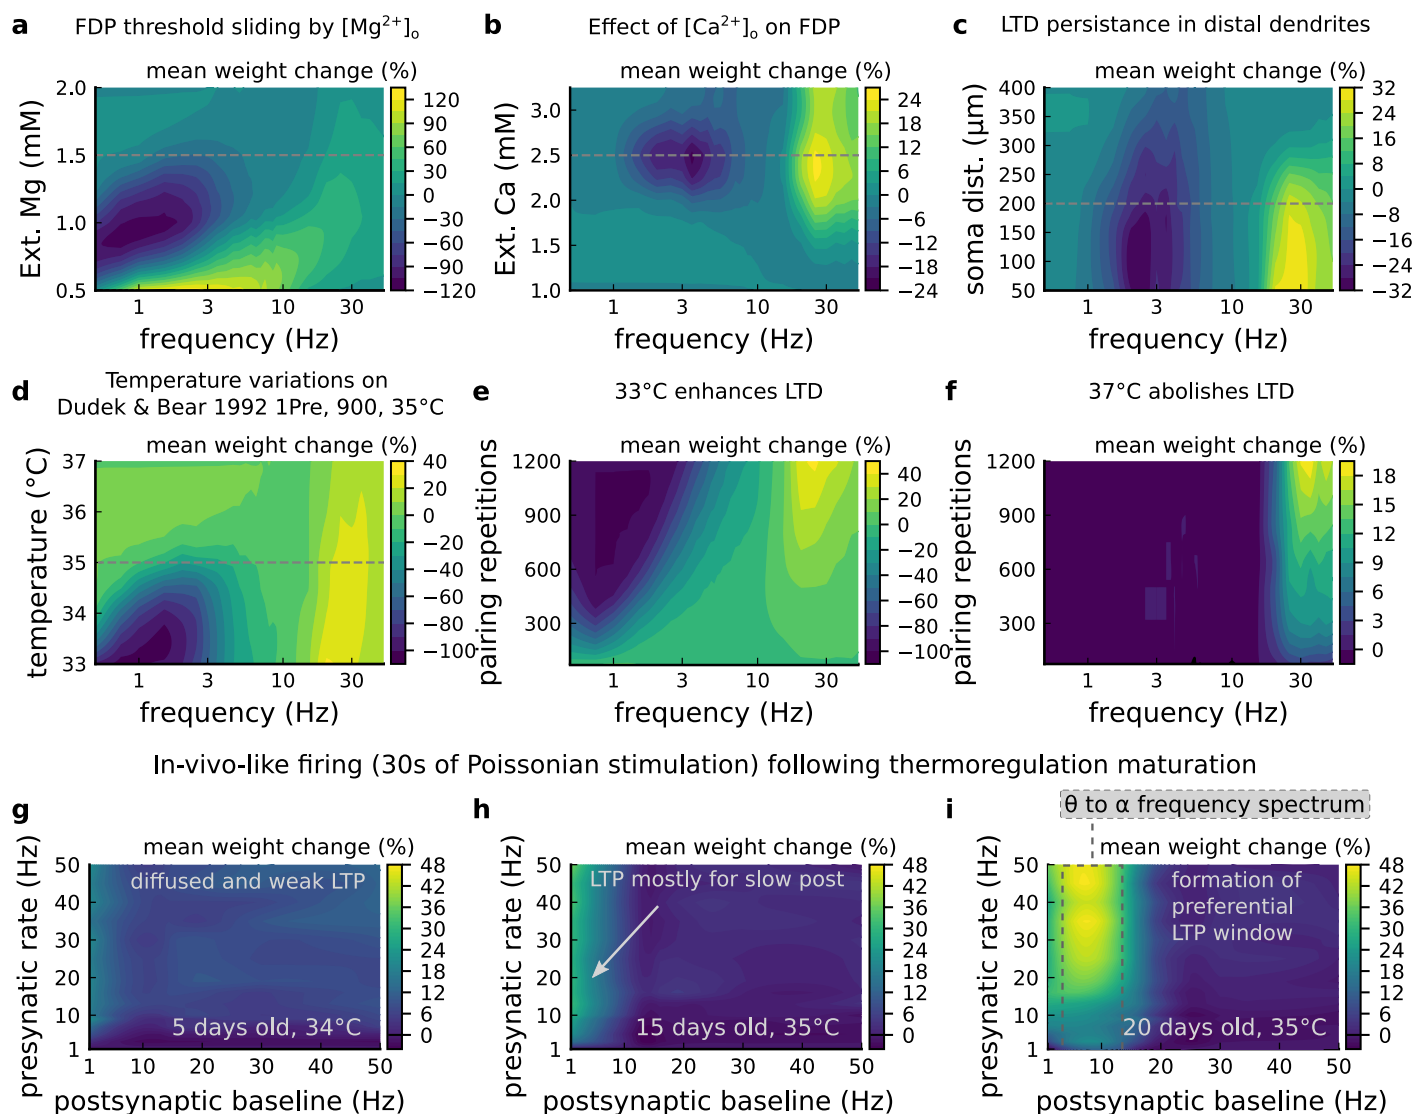 a FDP threshold sliding by [Mg²⁺]ₒ
mean weight change (%)
Ext. Mg (mM)
2.0
1.5
1.0
0.5
1 3 10 30
frequency (Hz)
120
90
60
30
0
−30
−60
−90
−120
b Effect of [Ca²⁺]ₒ on FDP
mean weight change (%)
Ext. Ca (mM)
3.0
2.5
2.0
1.5
1.0
1 3 10 30
frequency (Hz)
24
18
12
6
0
−6
−12
−18
−24
c LTD persistance in distal dendrites
mean weight change (%)
soma dist. (μm)
400
350
300
250
200
150
100
50
1 3 10 30
frequency (Hz)
32
24
16
8
0
−8
−16
−24
−32
d Temperature variations on
Dudek & Bear 1992 1Pre, 900, 35°C
mean weight change (%)
temperature (°C)
37
36
35
34
33
1 3 10 30
frequency (Hz)
40
20
0
−20
−40
−60
−80
−100
e 33°C enhances LTD
mean weight change (%)
pairing repetitions
1200
900
600
300
1 3 10 30
frequency (Hz)
40
20
0
−20
−40
−60
−80
−100
f 37°C abolishes LTD
mean weight change (%)
pairing repetitions
1200
900
600
300
1 3 10 30
frequency (Hz)
18
15
12
9
6
3
0
In-vivo-like firing (30s of Poissonian stimulation) following thermoregulation maturation
g
mean weight change (%)
presynatic rate (Hz)
50
40
30
20
10
1
diffused and weak LTP
5 days old, 34°C
1 10 20 30 40 50
postsynaptic baseline (Hz)
48
42
36
30
24
18
12
6
0
h
mean weight change (%)
presynatic rate (Hz)
50
40
30
20
10
1
LTP mostly for slow post
15 days old, 35°C
1 10 20 30 40 50
postsynaptic baseline (Hz)
48
42
36
30
24
18
12
6
0
i
θ to α frequency spectrum
mean weight change (%)
presynatic rate (Hz)
50
40
30
20
10
1
formation of
preferential
LTP window
20 days old, 35°C
1 10 20 30 40 50
postsynaptic baseline (Hz)
48
42
36
30
24
18
12
6
0